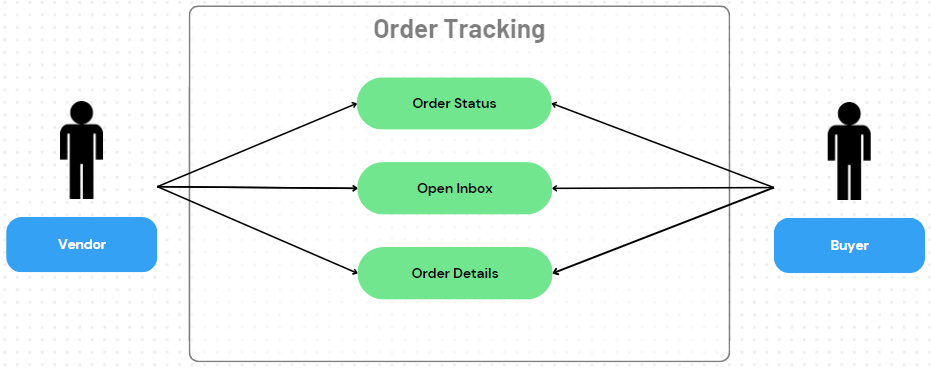 Order Tracking
Order Status
Open Inbox
Order Details
Vendor
Buyer